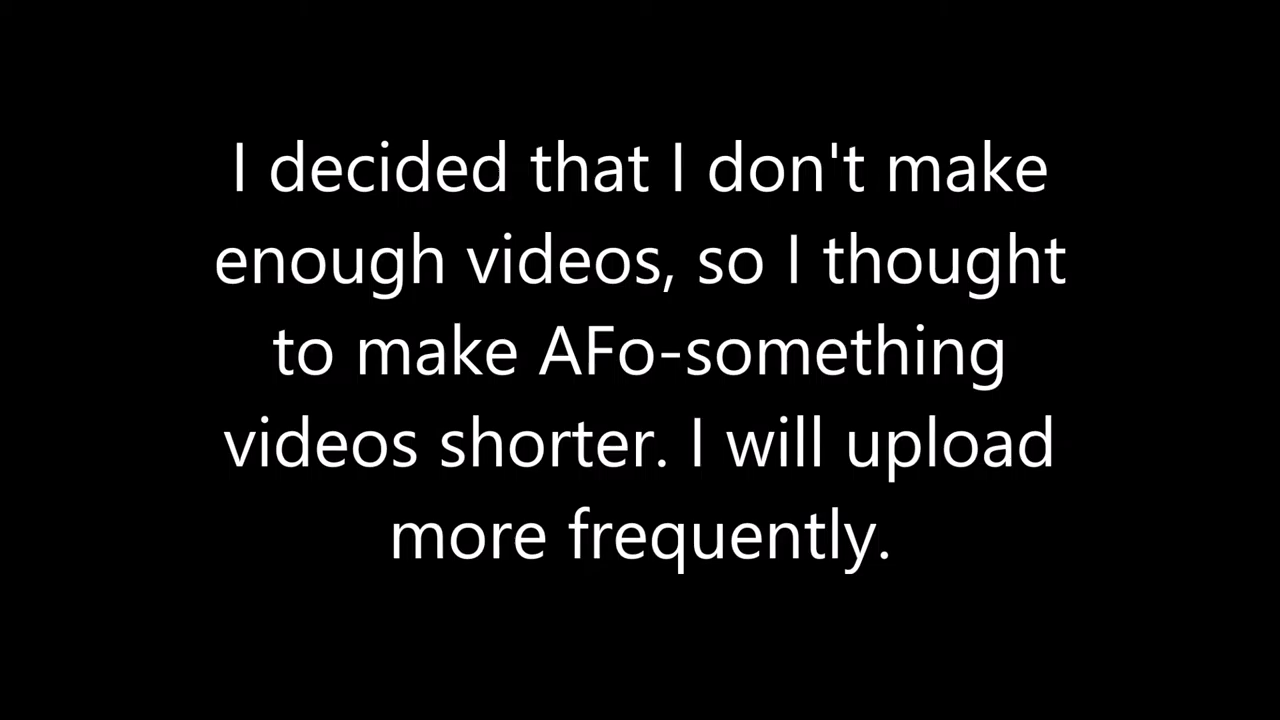 I decided that I don't make
enough videos, so I thought
to make AFo-something
videos shorter. I will upload
more frequently.